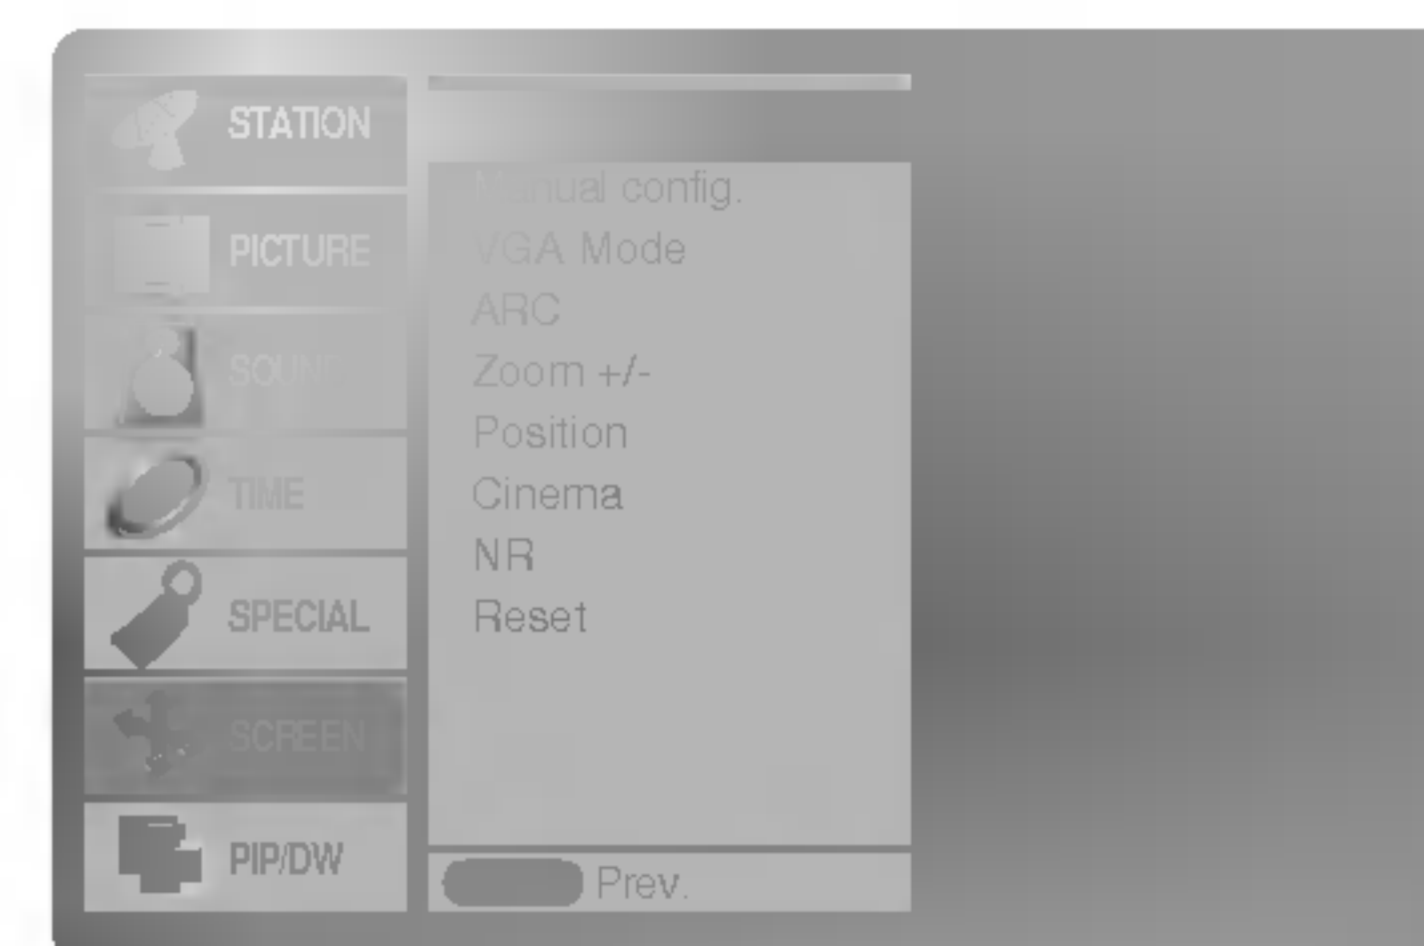 STATION
PICTURE
SOUND
TIME
SPECIAL
SCREEN
PIP/DW
Manual config.
VGA Mode
ARC
Zoom +/-
Position
Cinema
NR
Reset
Prev.